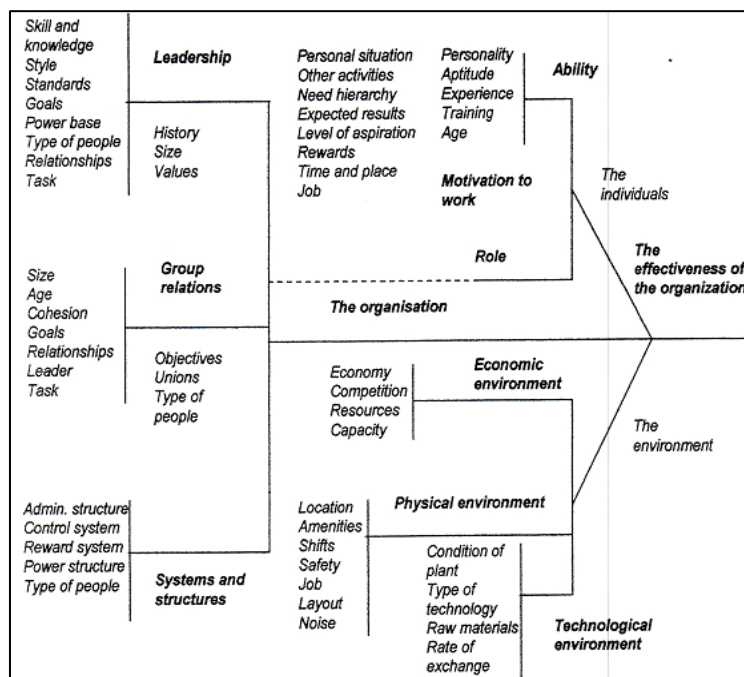 Skill and
knowledge
Style
Standards
Goals
Power base
Type of people
Relationships
Task
Leadership
History
Size
Values
Personal situation
Other activities
Need hierarchy
Expected results
Level of aspiration
Rewards
Time and place
Job
Personality
Aptitude
Experience
Training
Age
Ability
Motivation to
work
The
individuals
Role
The
effectiveness of
the organization
Size
Age
Cohesion
Goals
Relationships
Leader
Task
Group
relations
The organisation
Objectives
Unions
Type of
people
Economy
Competition
Resources
Capacity
Economic
environment
The
environment
Admin. structure
Control system
Reward system
Power structure
Type of people
Systems and
structures
Location
Amenities
Shifts
Safety
Job
Layout
Noise
Physical environment
Condition of
plant
Type of
technology
Raw materials
Rate of
exchange
Technological
environment